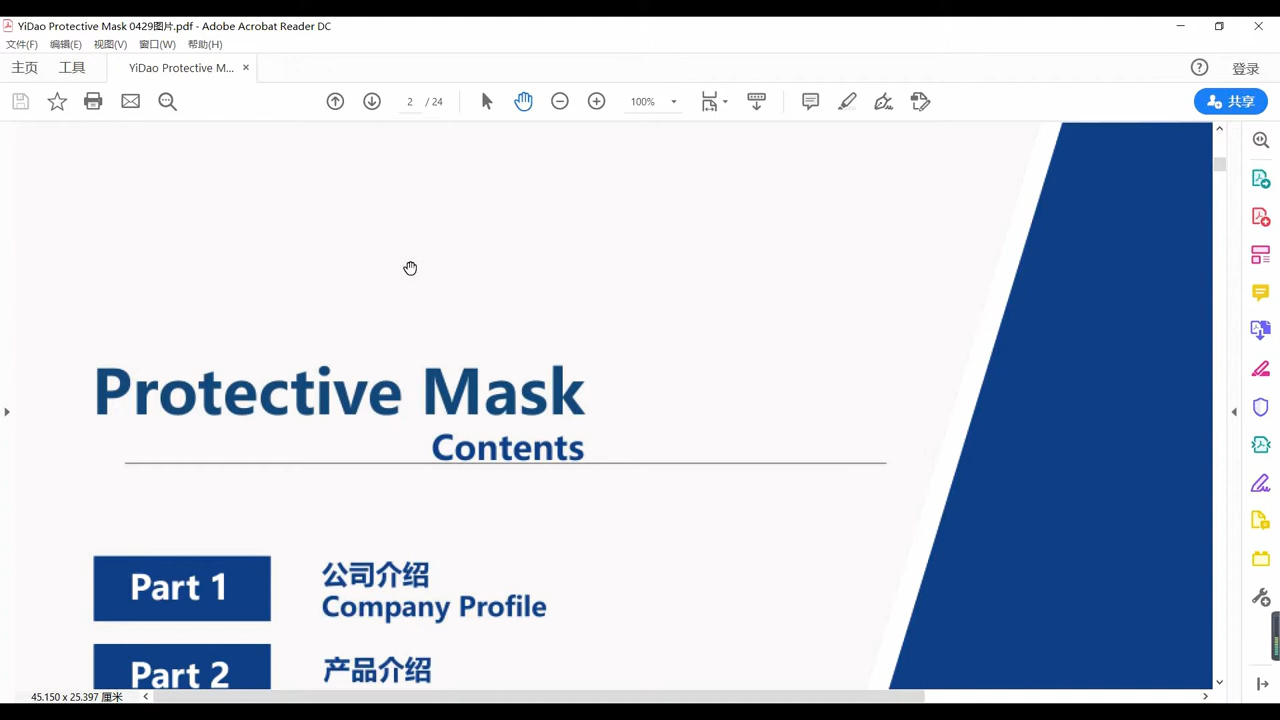 YiDao Protective Mask 0429图片.pdf - Adobe Acrobat Reader DC
文件(F) 编辑(E) 视图(V) 窗口(W) 帮助(H)
主页 工具 YiDao Protective M... × 登录
2 / 24 100% 共享
Protective Mask
Contents
Part 1
公司介绍
Company Profile
Part 2
产品介绍
45.150 x 25.397 厘米